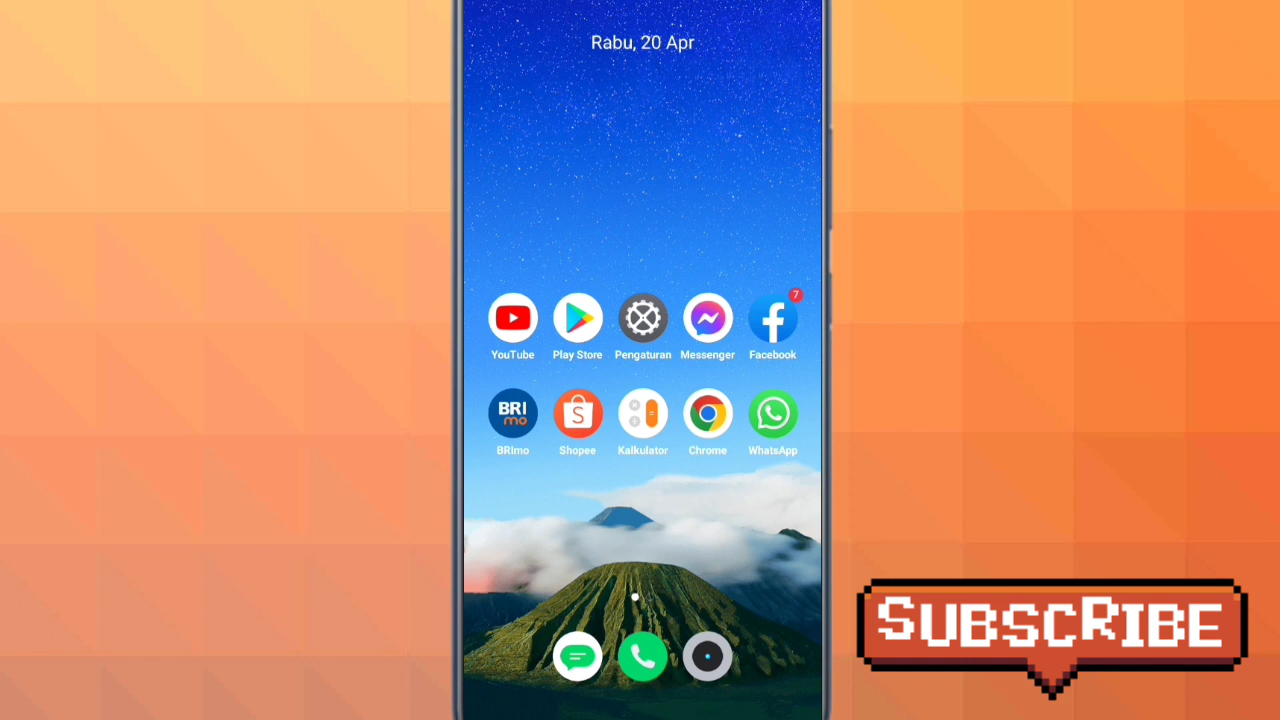 Rabu, 20 Apr
7
YouTube Play Store Pengaturan Messenger Facebook
BRI
mo
S
BRImo Shopee Kalkulator Chrome WhatsApp
SUBSCRIBE